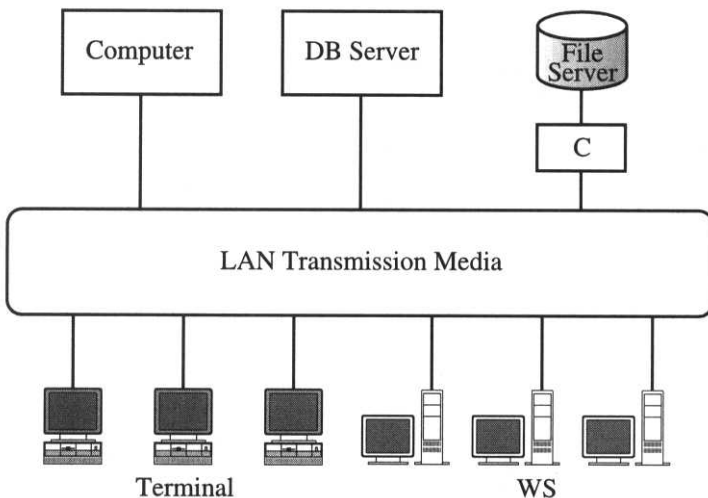 Computer
DB Server
File
Server
C
LAN Transmission Media
Terminal
WS